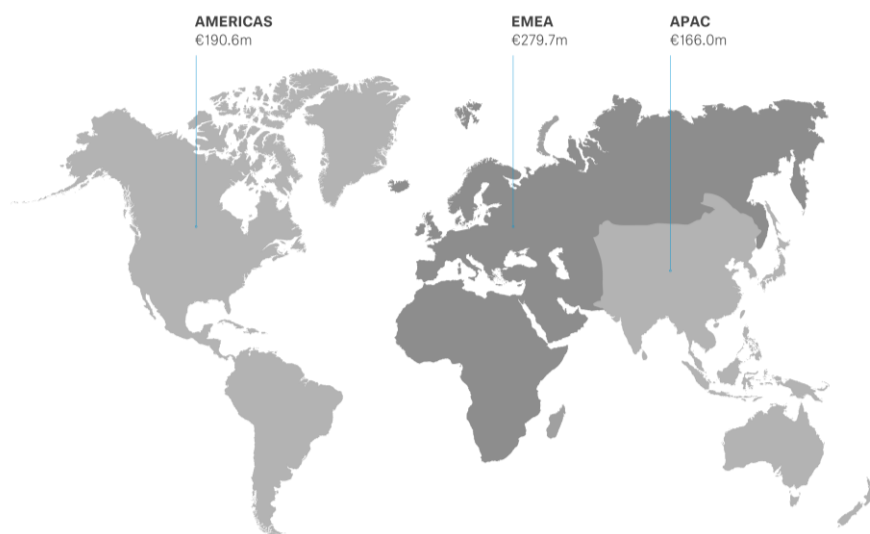 AMERICAS
€190.6m
EMEA
€279.7m
APAC
€166.0m